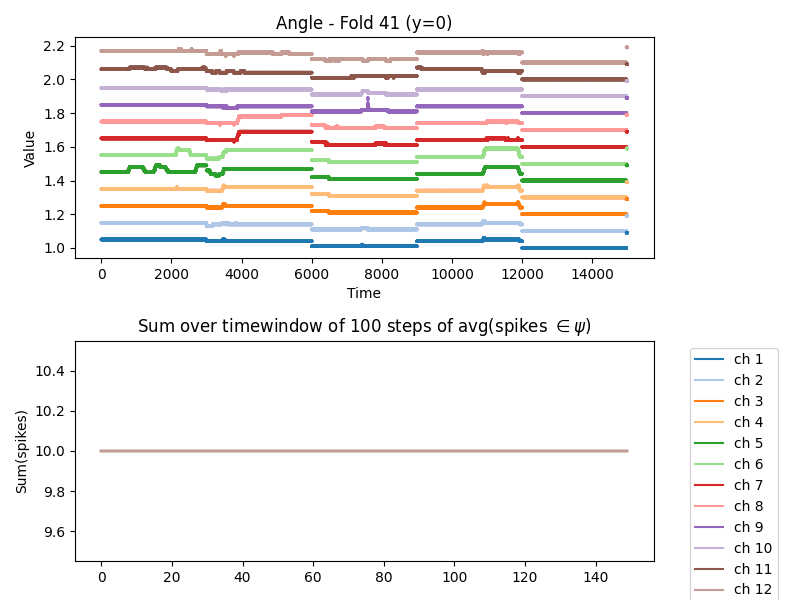 Angle - Fold 41 (y=0)
Value
2.2
2.0
1.8
1.6
1.4
1.2
1.0
0 2000 4000 6000 8000 10000 12000 14000
Time
Sum over timewindow of 100 steps of avg(spikes ∈ ψ)
Sum(spikes)
10.4
10.2
10.0
9.8
9.6
0 20 40 60 80 100 120 140
ch 1
ch 2
ch 3
ch 4
ch 5
ch 6
ch 7
ch 8
ch 9
ch 10
ch 11
ch 12